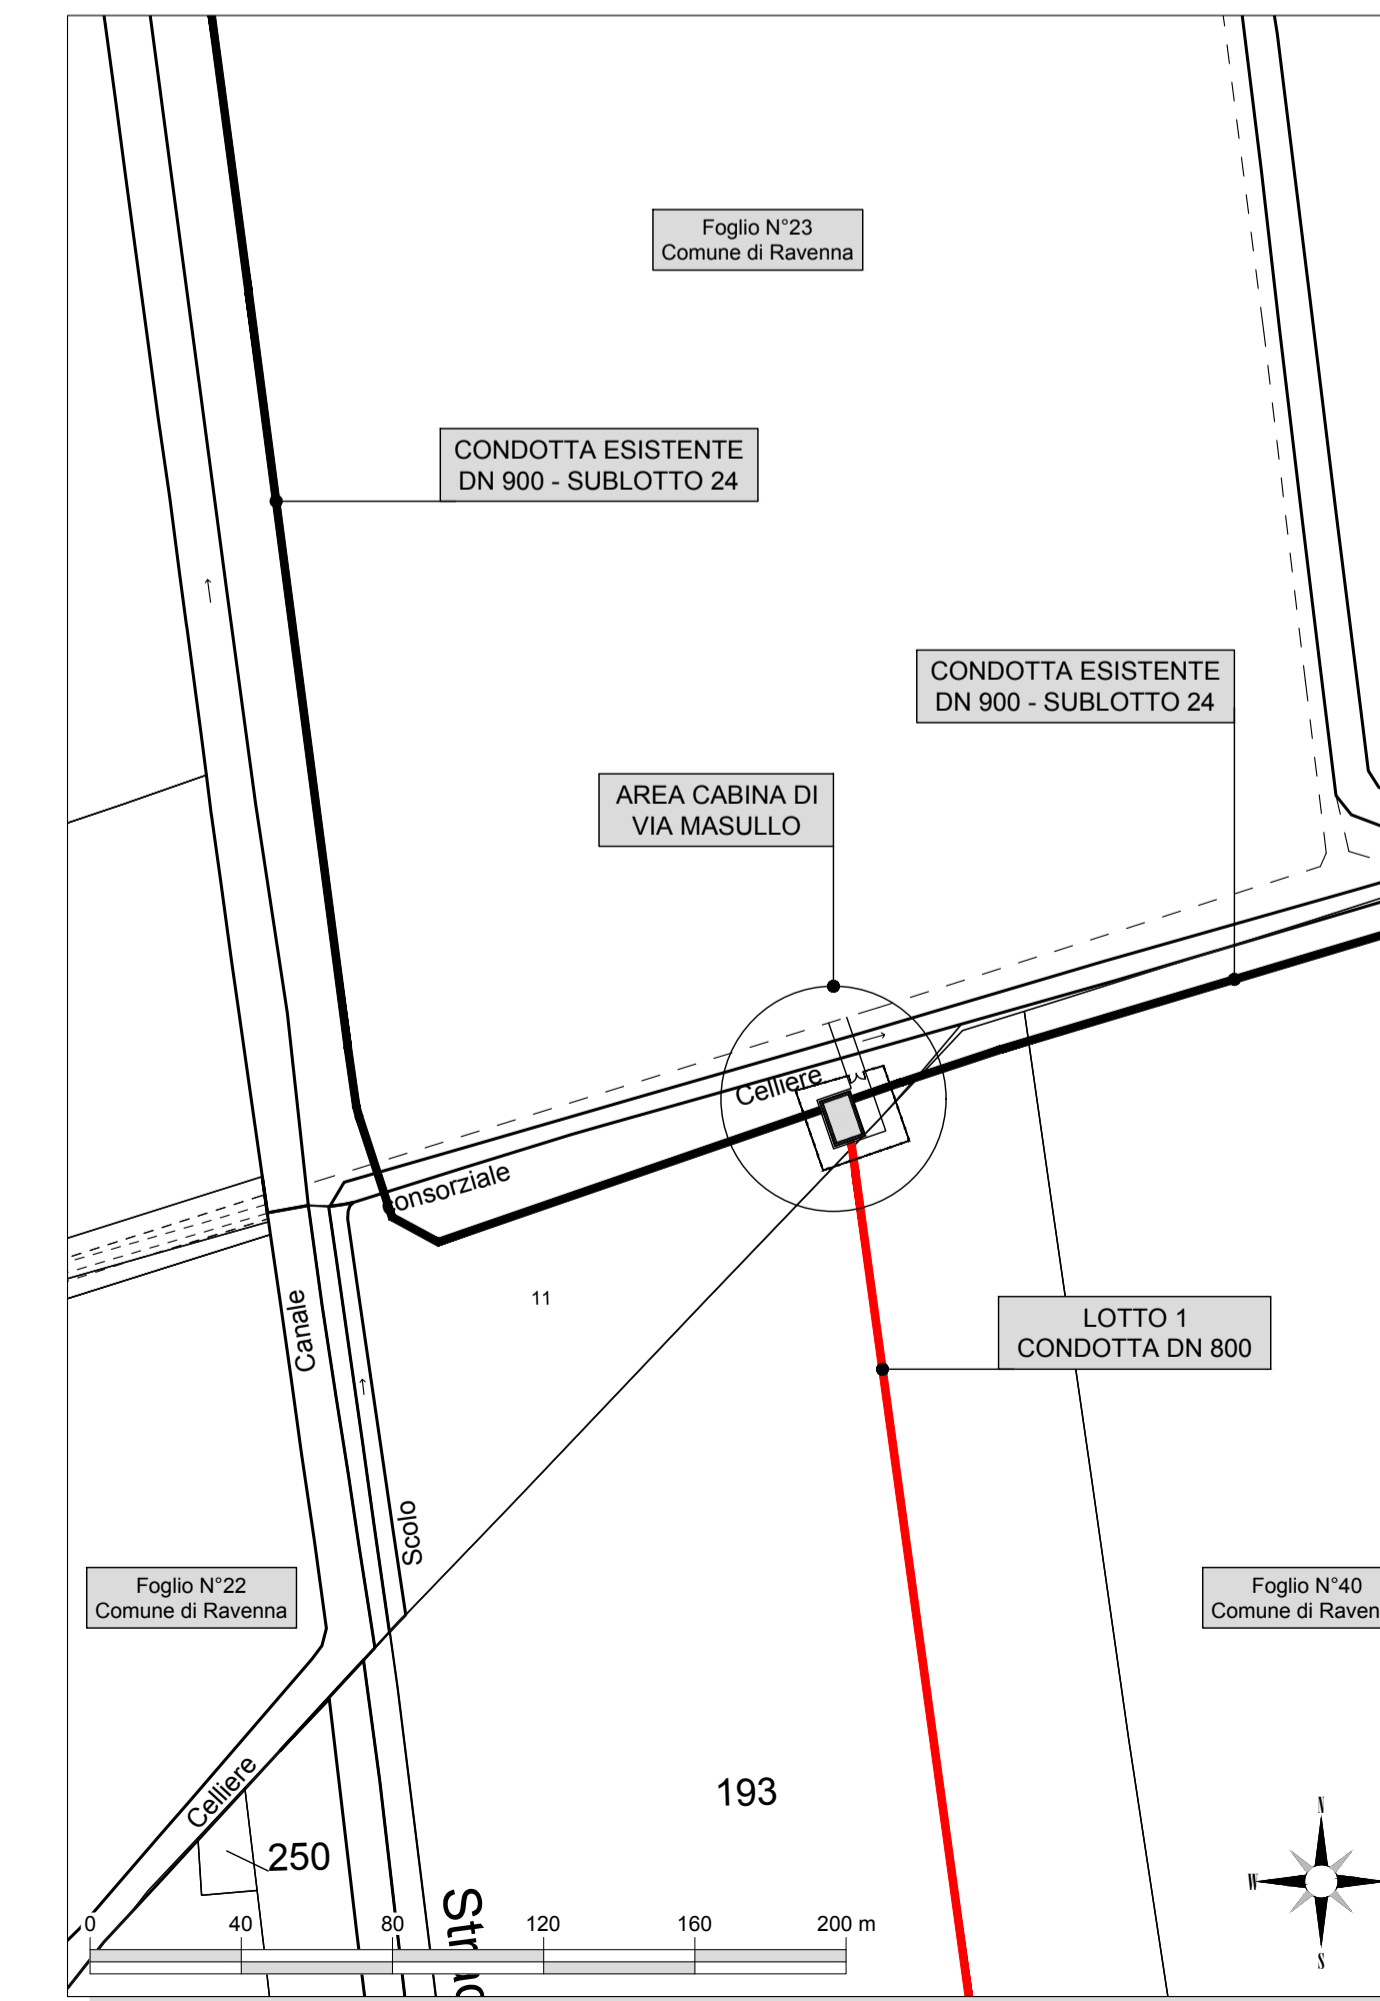 Foglio N°23
Comune di Ravenna
CONDOTTA ESISTENTE
DN 900 - SUBLOTTO 24
CONDOTTA ESISTENTE
DN 900 - SUBLOTTO 24
AREA CABINA DI
VIA MASULLO
Celliere
consorziale
Canale
11
LOTTO 1
CONDOTTA DN 800
Scolo
Foglio N°22
Comune di Ravenna
Foglio N°40
Comune di Raven
Celliere
193
250
N
W
S
0 40 80 120 160 200 m